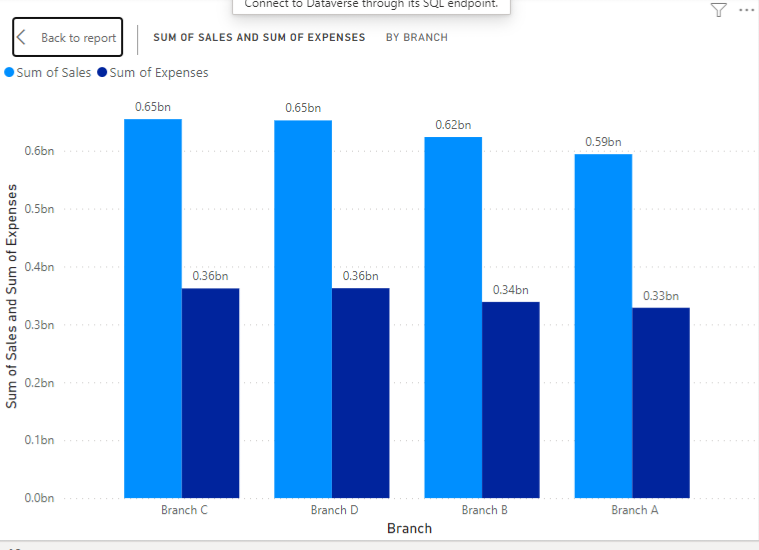 Connect to Dataverse through its SQL endpoint.
Back to report
SUM OF SALES AND SUM OF EXPENSES BY BRANCH
Sum of Sales Sum of Expenses
0.65bn 0.65bn 0.62bn 0.59bn
0.6bn
0.5bn
0.4bn
0.36bn 0.36bn 0.34bn 0.33bn
0.3bn
0.2bn
0.1bn
0.0bn
Sum of Sales and Sum of Expenses
Branch C Branch D Branch B Branch A
Branch